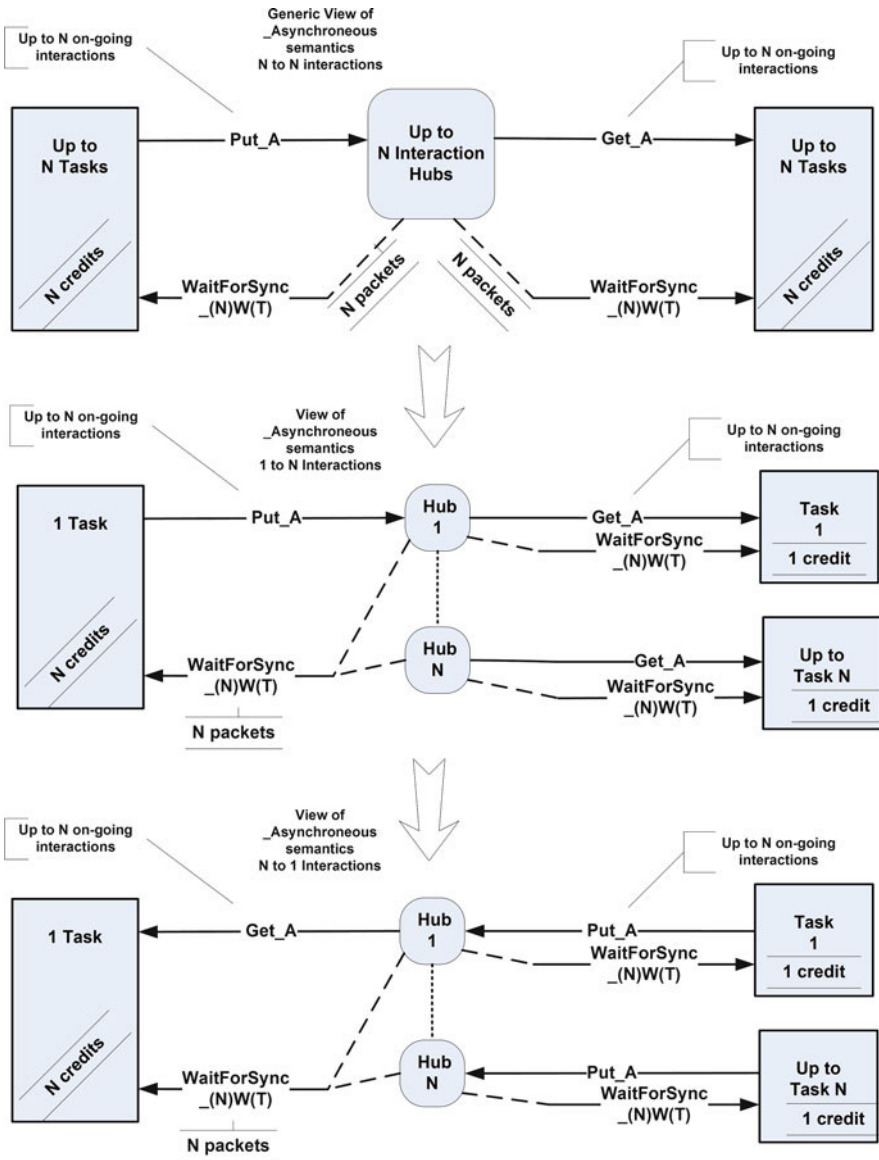 Generic View of
_Asynchroneous
semantics
N to N interactions
Up to N on-going
interactions
Up to N on-going
interactions
Up to
N Tasks
N credits
Put_A
Up to
N Interaction
Hubs
Get_A
Up to
N Tasks
N credits
WaitForSync
_(N)W(T)
N packets
N packets
WaitForSync
_(N)W(T)
Up to N on-going
interactions
View of
_Asynchroneous
semantics
1 to N Interactions
Up to N on-going
interactions
1 Task
N credits
Put_A
Hub
1
Get_A
WaitForSync
_(N)W(T)
Task
1
1 credit
WaitForSync
_(N)W(T)
N packets
Hub
N
Get_A
WaitForSync
_(N)W(T)
Up to
Task N
1 credit
Up to N on-going
interactions
View of
_Asynchroneous
semantics
N to 1 Interactions
Up to N on-going
interactions
1 Task
N credits
Get_A
Hub
1
Put_A
WaitForSync
_(N)W(T)
Task
1
1 credit
WaitForSync
_(N)W(T)
N packets
Hub
N
Put_A
WaitForSync
_(N)W(T)
Up to
Task N
1 credit